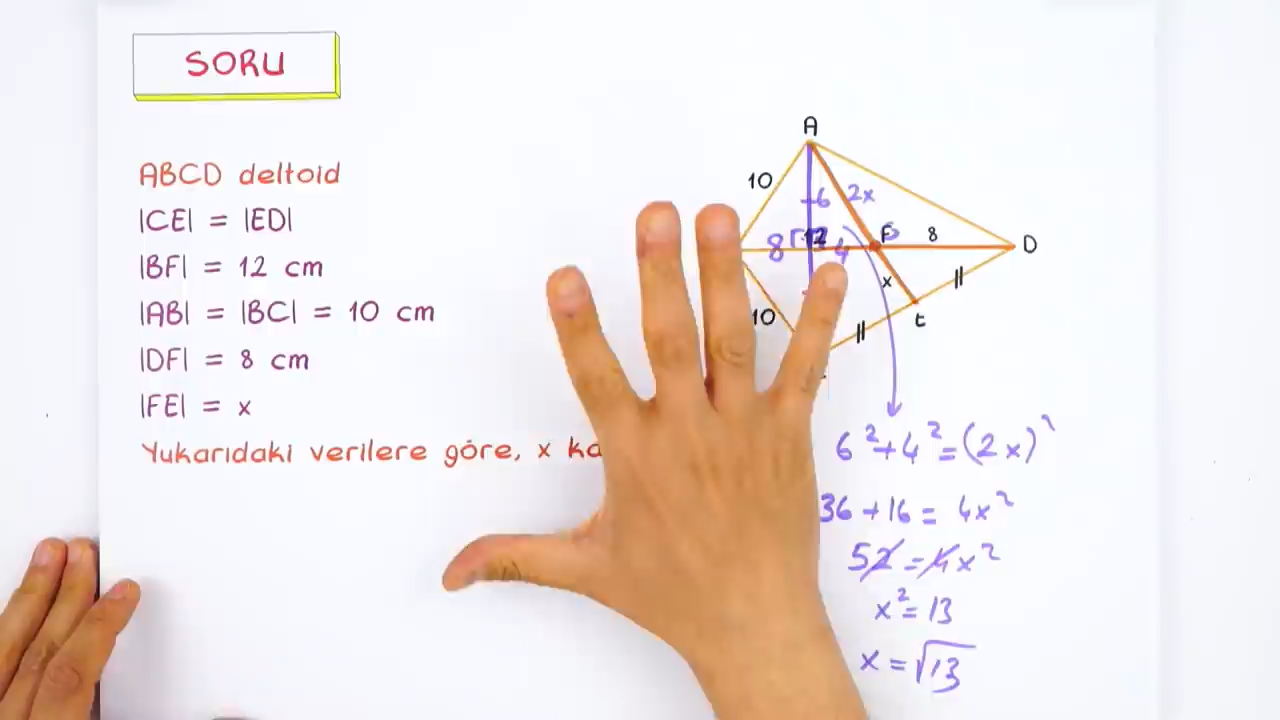 SORU
ABCD deltoid
|CE| = |ED|
|BF| = 12 cm
|AB| = |BC| = 10 cm
|DF| = 8 cm
|FE| = x
Yukarıdaki verilere göre, x
A
10
6 2x
8 12 4 F 8 D
x
10
E
6² + 4² = (2x)²
36 + 16 = 4x²
52 = 4x²
x² = 13
x = √13